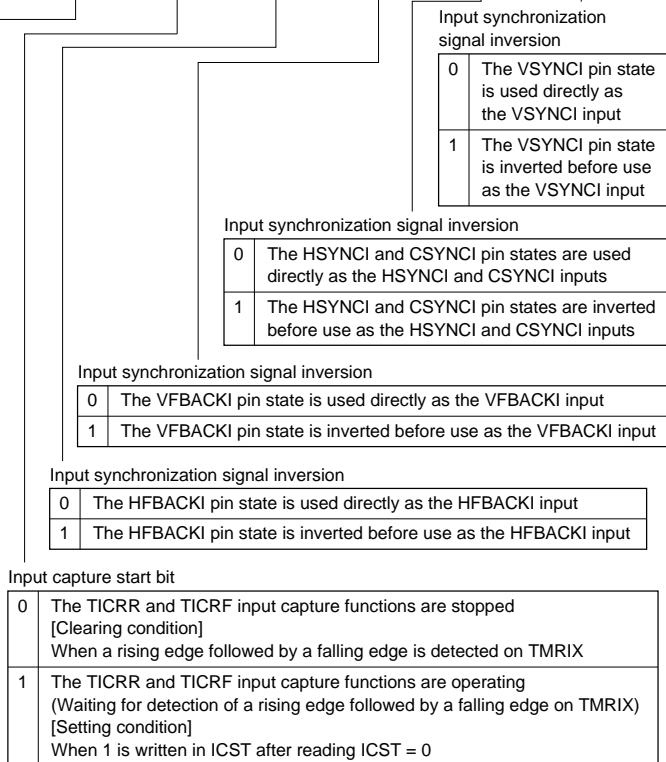 Input synchronization
signal inversion
0 The VSYNCI pin state
is used directly as
the VSYNCI input
1 The VSYNCI pin state
is inverted before use
as the VSYNCI input
Input synchronization signal inversion
0 The HSYNCI and CSYNCI pin states are used
directly as the HSYNCI and CSYNCI inputs
1 The HSYNCI and CSYNCI pin states are inverted
before use as the HSYNCI and CSYNCI inputs
Input synchronization signal inversion
0 The VFBACKI pin state is used directly as the VFBACKI input
1 The VFBACKI pin state is inverted before use as the VFBACKI input
Input synchronization signal inversion
0 The HFBACKI pin state is used directly as the HFBACKI input
1 The HFBACKI pin state is inverted before use as the HFBACKI input
Input capture start bit
0 The TICRR and TICRF input capture functions are stopped
[Clearing condition]
When a rising edge followed by a falling edge is detected on TMRIX
1 The TICRR and TICRF input capture functions are operating
(Waiting for detection of a rising edge followed by a falling edge on TMRIX)
[Setting condition]
When 1 is written in ICST after reading ICST = 0